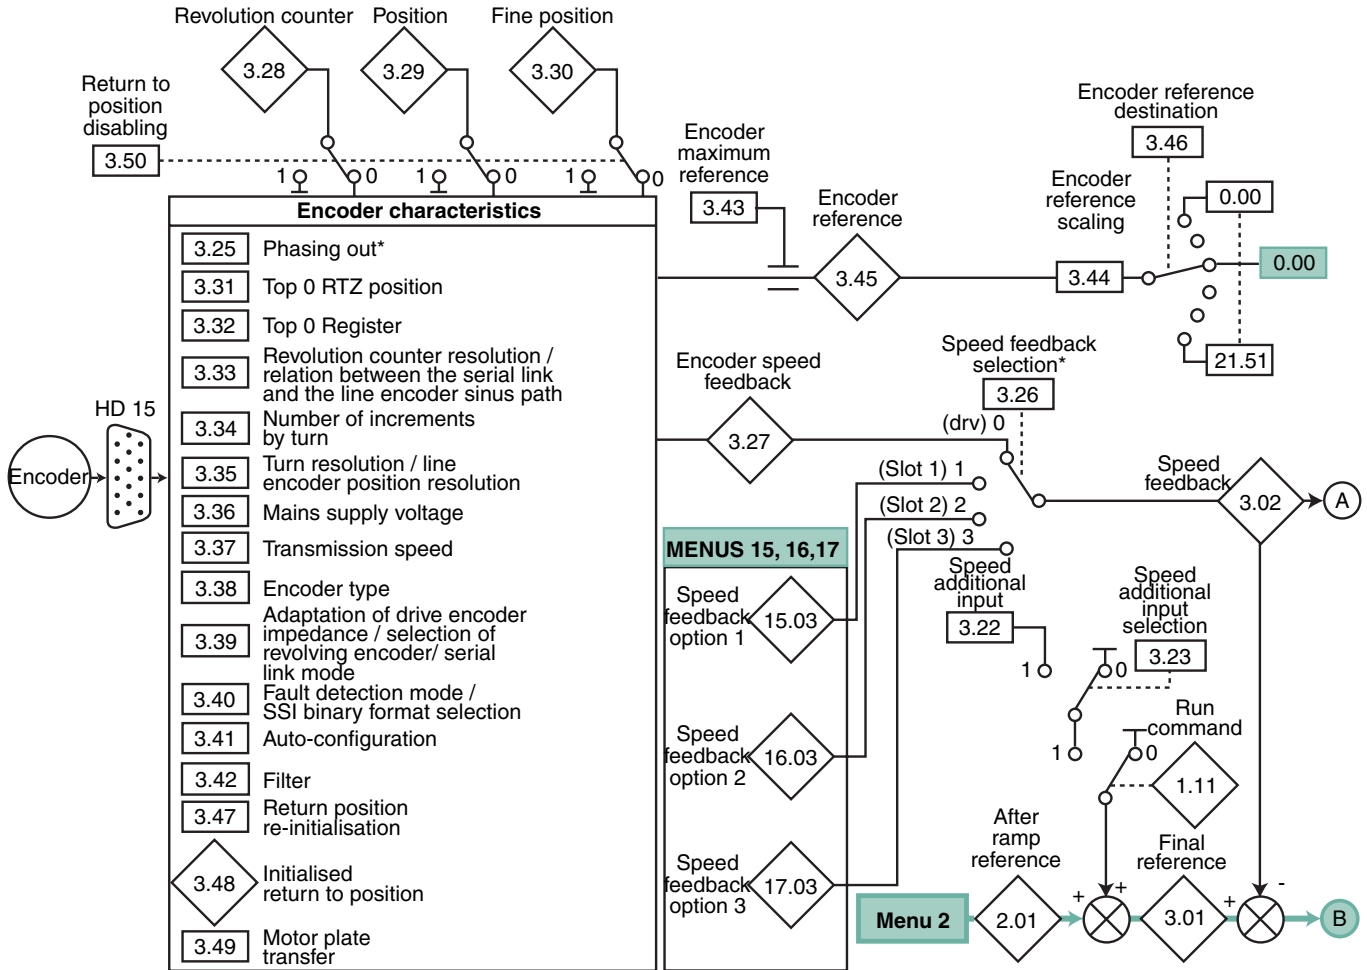 Revolution counter
Position
Fine position
3.28
3.29
3.30
Return to
position
disabling
3.50
1
0
1
0
1
0
Encoder
maximum
reference
3.43
Encoder
reference
3.45
Encoder reference
destination
3.46
Encoder
reference
scaling
3.44
0.00
0.00
21.51
Encoder characteristics
3.25 Phasing out*
3.31 Top 0 RTZ position
3.32 Top 0 Register
3.33 Revolution counter resolution /
relation between the serial link
and the line encoder sinus path
3.34 Number of increments
by turn
3.35 Turn resolution / line
encoder position resolution
3.36 Mains supply voltage
3.37 Transmission speed
3.38 Encoder type
3.39 Adaptation of drive encoder
impedance / selection of
revolving encoder/ serial
link mode
3.40 Fault detection mode /
SSI binary format selection
3.41 Auto-configuration
3.42 Filter
3.47 Return position
re-initialisation
3.48 Initialised
return to position
3.49 Motor plate
transfer
HD 15
Encoder
Encoder speed
feedback
3.27
Speed feedback
selection*
3.26
(drv) 0
(Slot 1) 1
(Slot 2) 2
(Slot 3) 3
Speed
feedback
3.02
A
MENUS 15, 16,17
Speed
feedback
option 1
15.03
Speed
feedback
option 2
16.03
Speed
feedback
option 3
17.03
Speed
additional
input
3.22
1
0
Speed
additional
input
selection
3.23
1
0
Run
command
1.11
Menu 2
After
ramp
reference
2.01
+
+
Final
reference
3.01
+
-
B